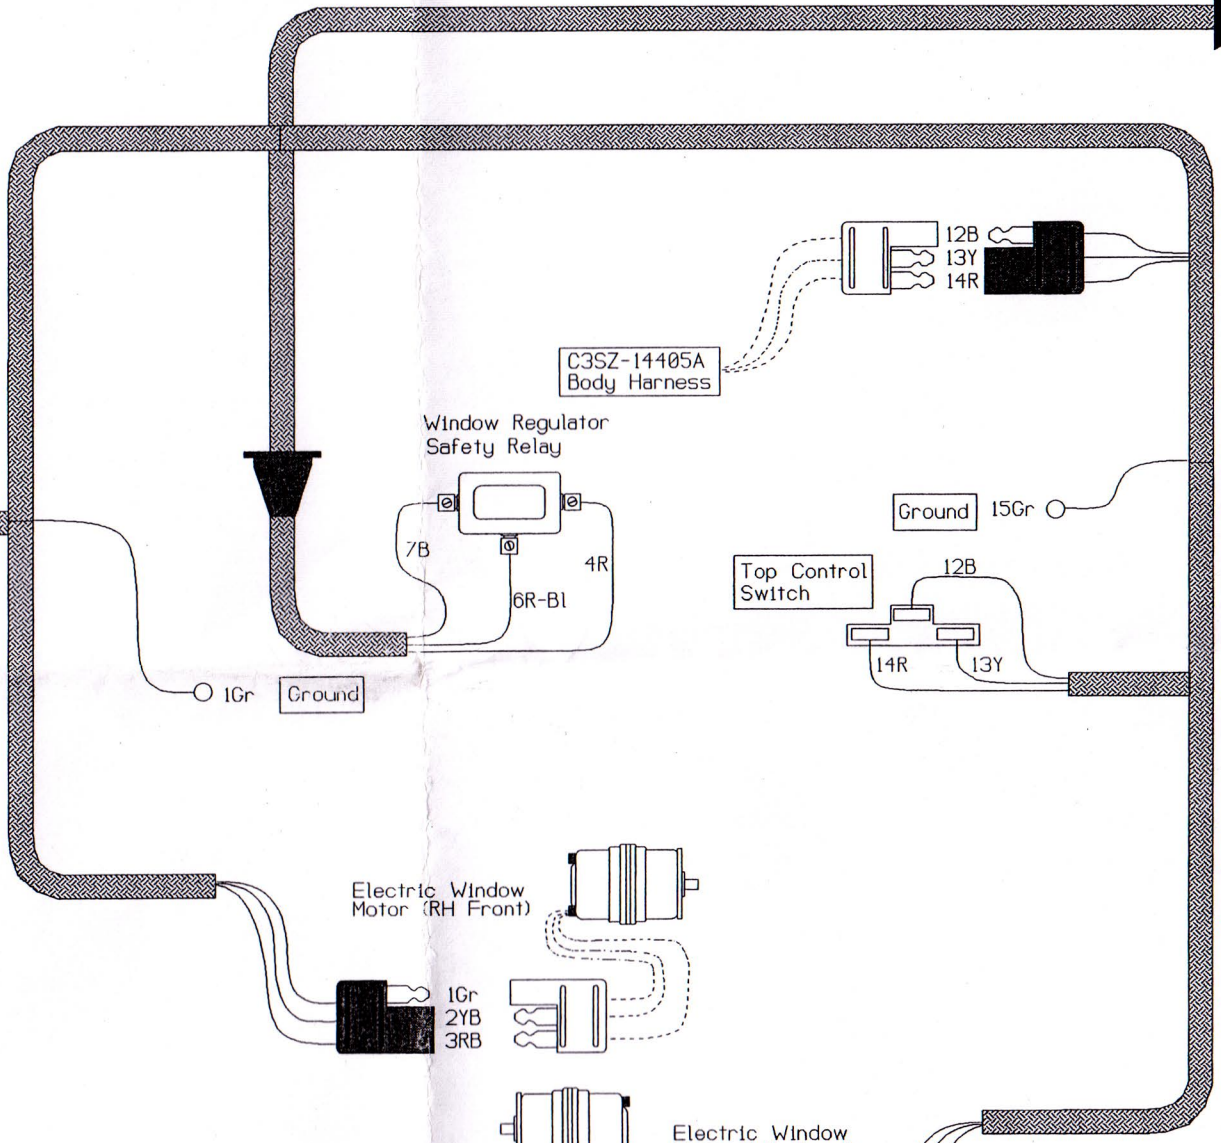 12B
13Y
14R
C3SZ-14405A
Body Harness
Window Regulator
Safety Relay
Ground
15Gr
7B
4R
6R-Bl
Top Control
Switch
12B
14R
13Y
1Gr
Ground
Electric Window
Motor (RH Front)
1Gr
2YB
3RB
Electric Window